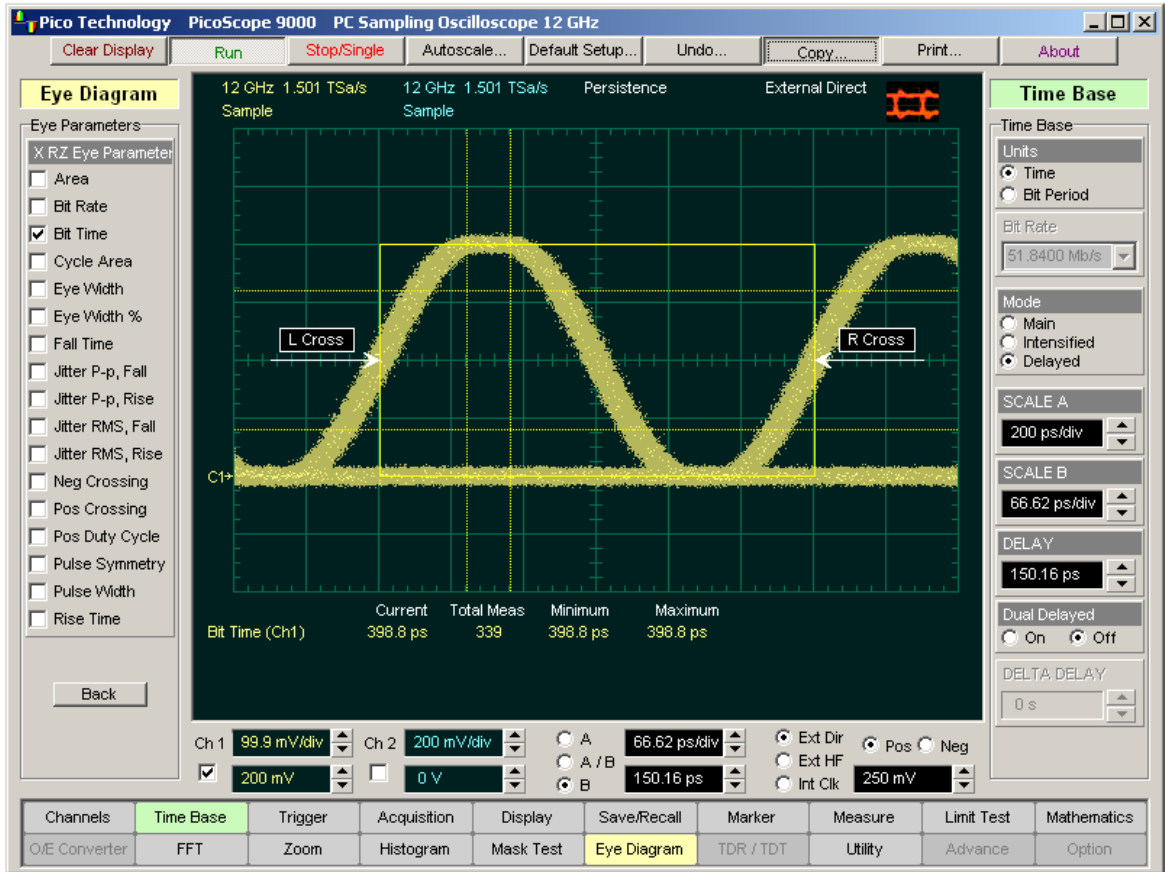 Pico Technology PicoScope 9000 PC Sampling Oscilloscope 12 GHz
Clear Display Run Stop/Single Autoscale... Default Setup... Undo... Copy... Print... About
Eye Diagram
Eye Parameters
X RZ Eye Parameter
Area
Bit Rate
Bit Time
Cycle Area
Eye Width
Eye Width %
Fall Time
Jitter P-p, Fall
Jitter P-p, Rise
Jitter RMS, Fall
Jitter RMS, Rise
Neg Crossing
Pos Crossing
Pos Duty Cycle
Pulse Symmetry
Pulse Width
Rise Time
Back
12 GHz 1.501 TSa/s 12 GHz 1.501 TSa/s Persistence External Direct
Sample Sample
L Cross R Cross
C1
Current Total Meas Minimum Maximum
Bit Time (Ch1) 398.8 ps 339 398.8 ps 398.8 ps
Time Base
Time Base
Units
Time
Bit Period
Bit Rate
51.8400 Mb/s
Mode
Main
Intensified
Delayed
SCALE A
200 ps/div
SCALE B
66.62 ps/div
DELAY
150.16 ps
Dual Delayed
On Off
DELTA DELAY
0 s
Ch 1 99.9 mV/div Ch 2 200 mV/div A 66.62 ps/div Ext Dir Pos Neg
A / B Ext HF
200 mV 0 V B 150.16 ps Int Clk 250 mV
Channels Time Base Trigger Acquisition Display Save/Recall Marker Measure Limit Test Mathematics
O/E Converter FFT Zoom Histogram Mask Test Eye Diagram TDR / TDT Utility Advance Option